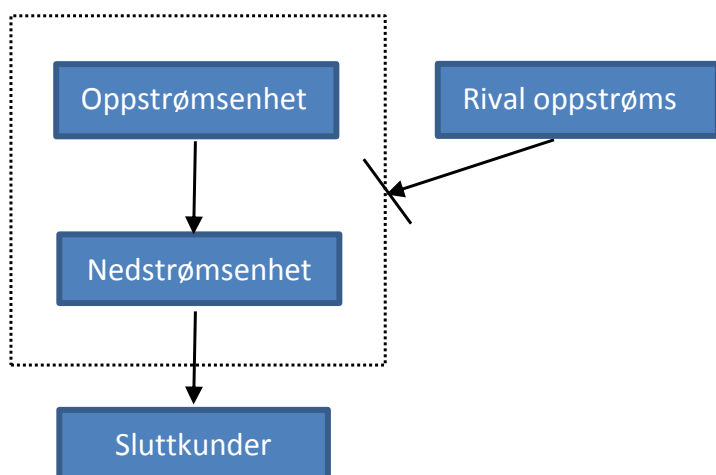 Oppstrømsenhet
Rival oppstrøms
Nedstrømsenhet
Sluttkunder